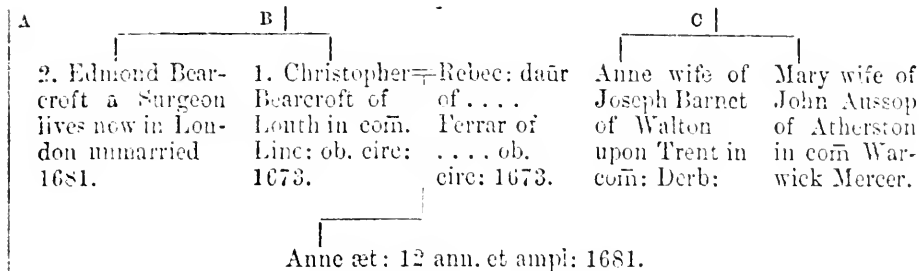 A
B
C
2. Edmond Bear-
croft a Surgeon
lives now in Lon-
don unmarried
1681.
1. Christopher
Bearcroft of
Louth in com̄.
Linc: ob. circ:
1673.
Rebec: daūr
of . . . .
Ferrar of
. . . . ob.
circ: 1673.
Anne wife of
Joseph Barnet
of Walton
upon Trent in
com̄: Derb:
Mary wife of
John Aussop
of Atherston
in com̄ War-
wick Mercer.
Anne æt: 12 ann. et ampl: 1681.